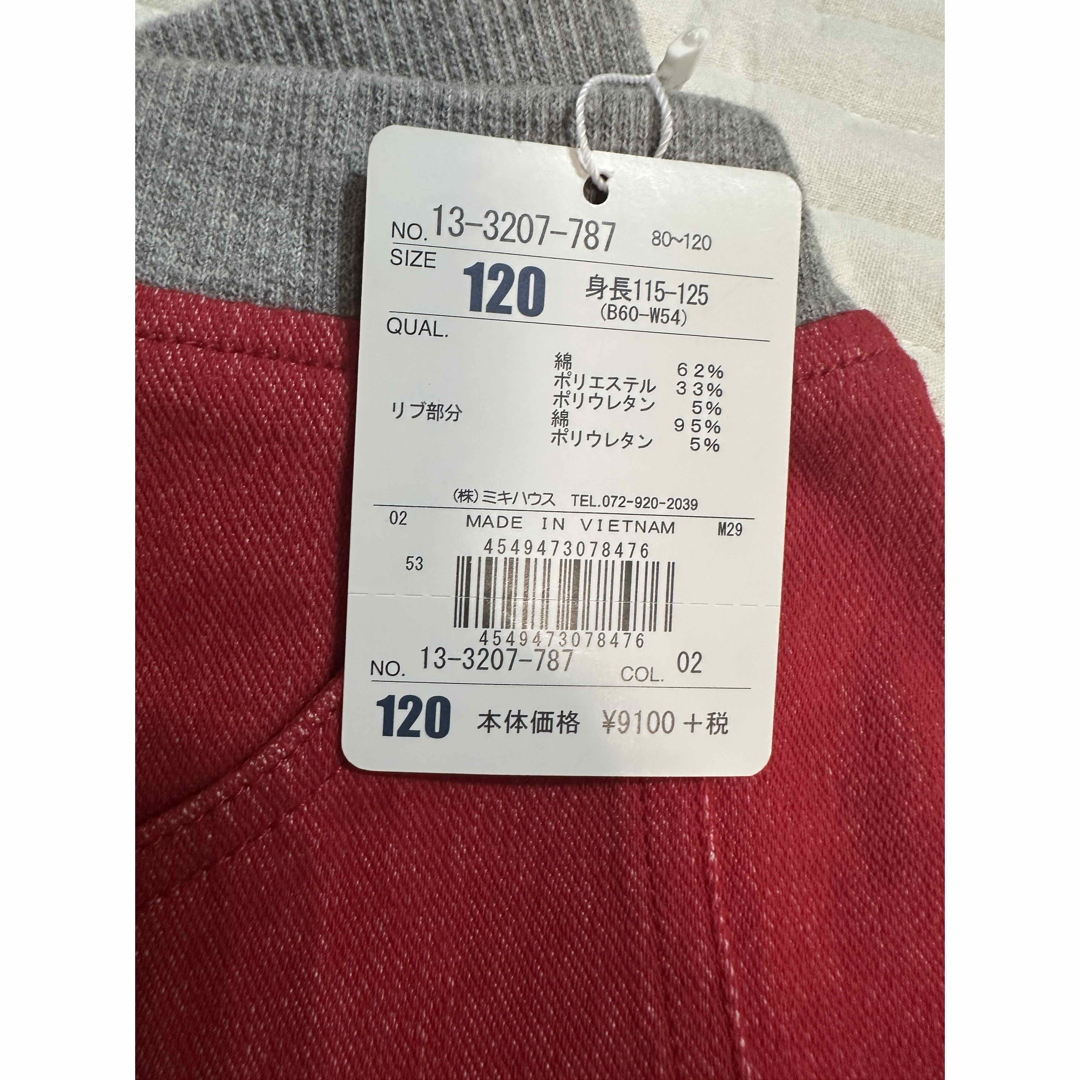 NO. 13-3207-787 80~120
SIZE 120 身長115-125
(B60-W54)
QUAL.
綿 62%
ポリエステル 33%
ポリウレタン 5%
リブ部分 綿 95%
ポリウレタン 5%
(株)ミキハウス TEL.072-920-2039
02 MADE IN VIETNAM M29
4549473078476
53
4549473078476
NO. 13-3207-787 COL. 02
120 本体価格 ¥9100+税